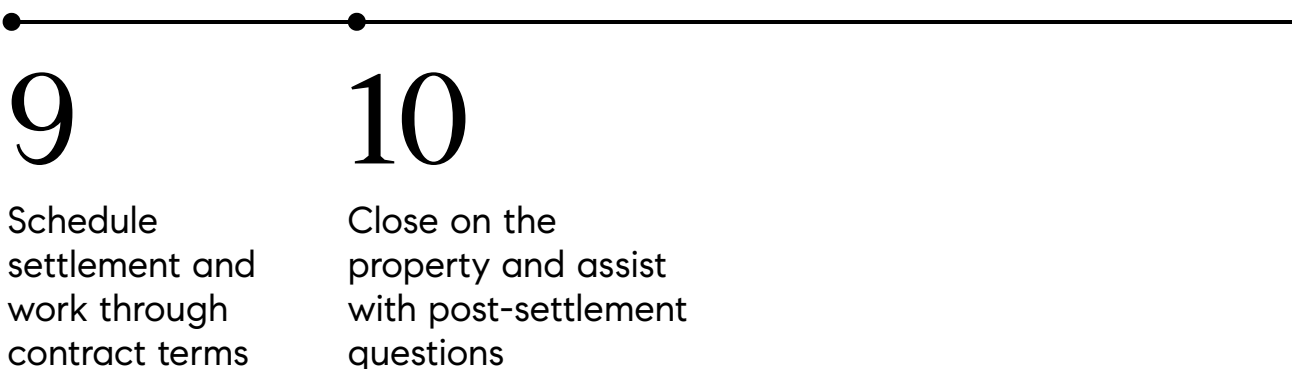 9
Schedule
settlement and
work through
contract terms
10
Close on the
property and assist
with post-settlement
questions